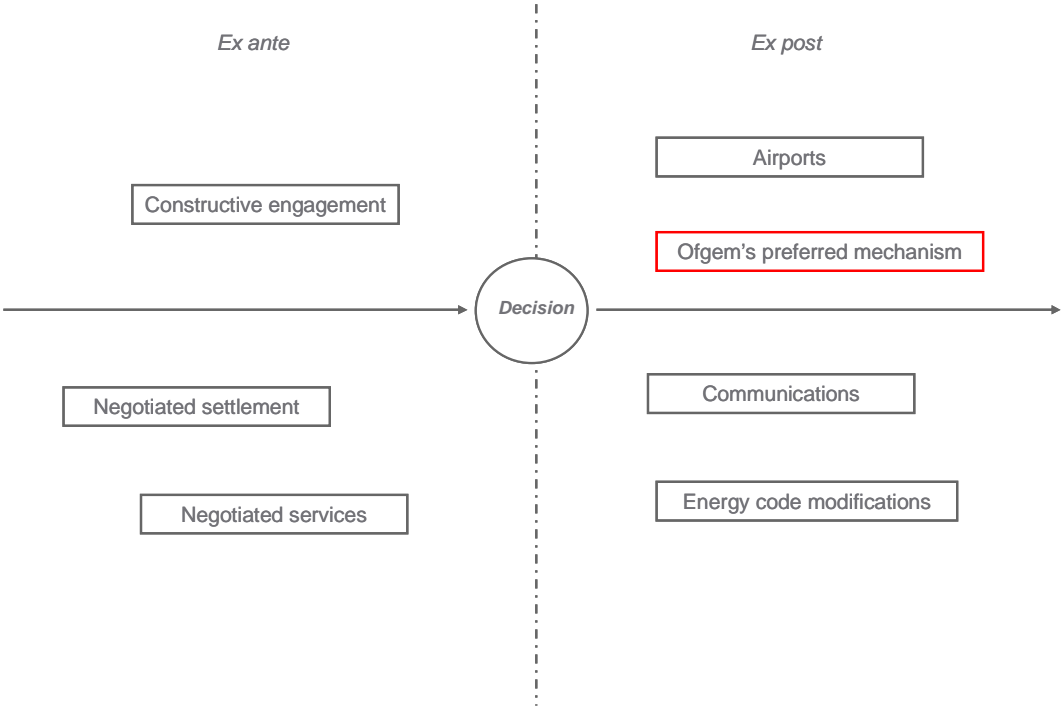 Ex ante
Ex post
Airports
Constructive engagement
Ofgem's preferred mechanism
Decision
Communications
Negotiated settlement
Energy code modifications
Negotiated services